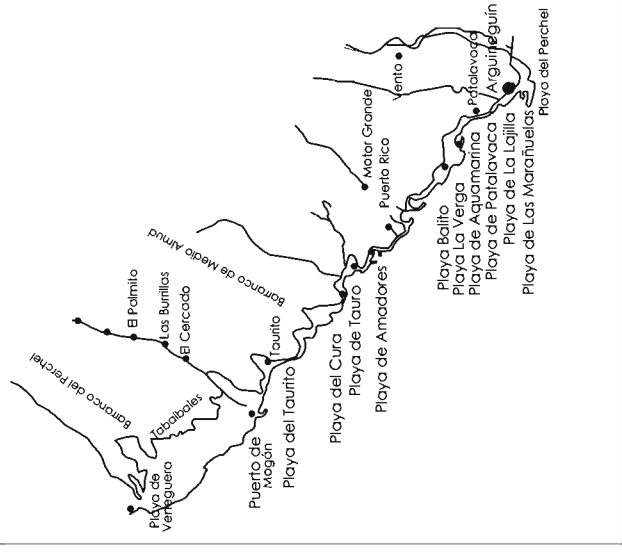 Playa de
Veneguera
Barranco del Perchel
Tabaibales
El Palmito
Las Burrillas
El Cercado
Puerto de
Mogán
Playa del Taurito
Taurito
Barranco de Medio Almud
Playa del Cura
Playa de Tauro
Playa de Amadores
Motor Grande
Puerto Rico
Playa Balito
Playa La Verga
Playa de Aquamarina
Playa de Patalavaca
Playa de La Lajilla
Playa de Las Marañuelas
Vento
Patalavaca
Arguineguín
Playa del Perchel